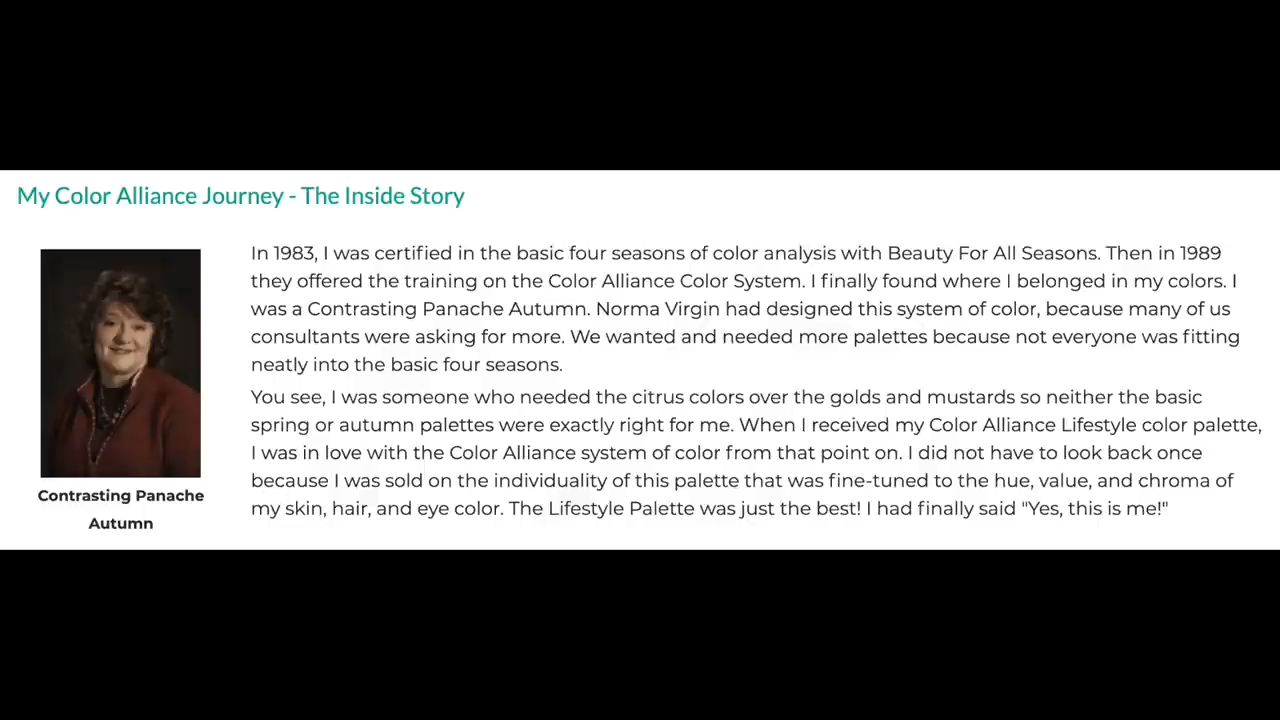 My Color Alliance Journey - The Inside Story
In 1983, I was certified in the basic four seasons of color analysis with Beauty For All Seasons. Then in 1989
they offered the training on the Color Alliance Color System. I finally found where I belonged in my colors. I
was a Contrasting Panache Autumn. Norma Virgin had designed this system of color, because many of us
consultants were asking for more. We wanted and needed more palettes because not everyone was fitting
neatly into the basic four seasons.
You see, I was someone who needed the citrus colors over the golds and mustards so neither the basic
spring or autumn palettes were exactly right for me. When I received my Color Alliance Lifestyle color palette,
I was in love with the Color Alliance system of color from that point on. I did not have to look back once
because I was sold on the individuality of this palette that was fine-tuned to the hue, value, and chroma of
my skin, hair, and eye color. The Lifestyle Palette was just the best! I had finally said "Yes, this is me!"
Contrasting Panache
Autumn